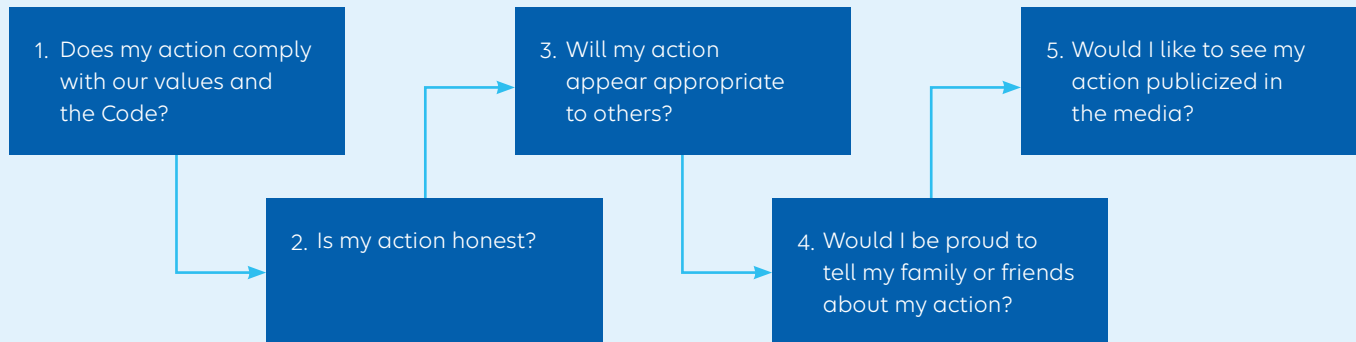 1. Does my action comply
with our values and
the Code?
2. Is my action honest?
3. Will my action
appear appropriate
to others?
4. Would I be proud to
tell my family or friends
about my action?
5. Would I like to see my
action publicized in
the media?